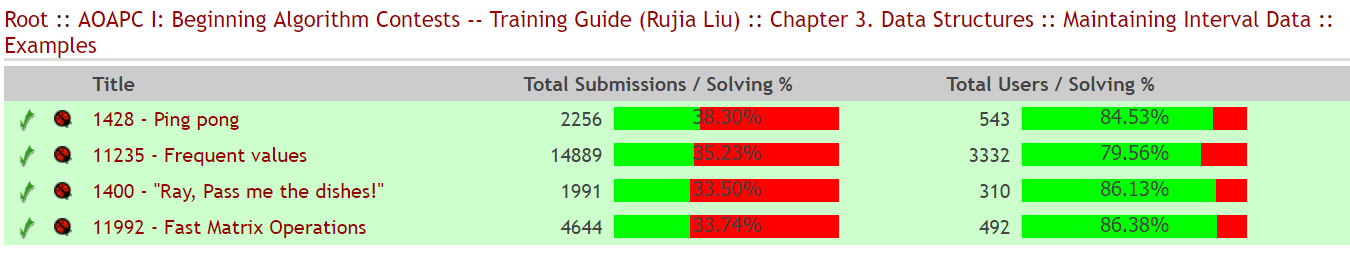 Root :: AOAPC I: Beginning Algorithm Contests -- Training Guide (Rujia Liu) :: Chapter 3. Data Structures :: Maintaining Interval Data ::
Examples
Title Total Submissions / Solving % Total Users / Solving %
1428 - Ping pong 2256 38.30% 543 84.53%
11235 - Frequent values 14889 35.23% 3332 79.56%
1400 - "Ray, Pass me the dishes!" 1991 33.50% 310 86.13%
11992 - Fast Matrix Operations 4644 33.74% 492 86.38%